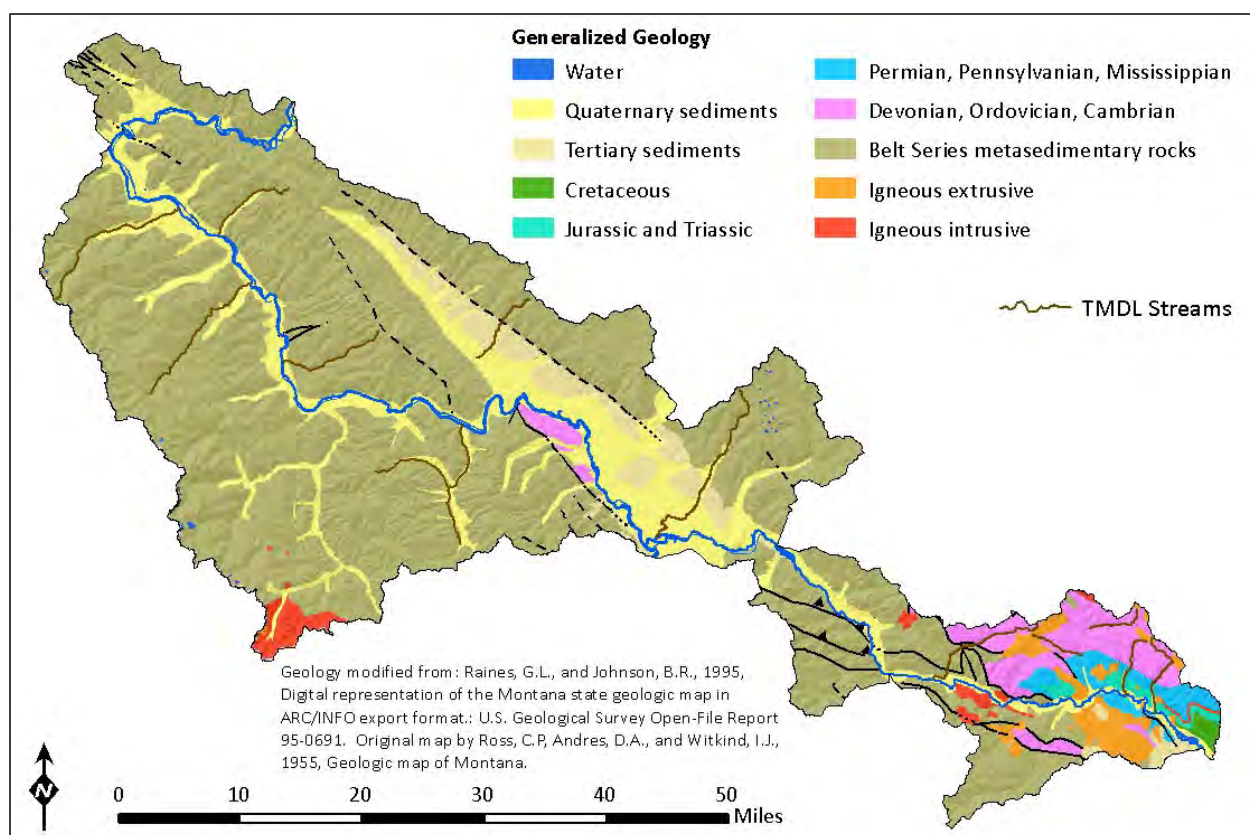 Generalized Geology
Water
Quaternary sediments
Tertiary sediments
Cretaceous
Jurassic and Triassic
Permian, Pennsylvanian, Mississippian
Devonian, Ordovician, Cambrian
Belt Series metasedimentary rocks
Igneous extrusive
Igneous intrusive
TMDL Streams
Geology modified from: Raines, G.L., and Johnson, B.R., 1995,
Digital representation of the Montana state geologic map in
ARC/INFO export format.: U.S. Geological Survey Open-File Report
95-0691. Original map by Ross, C.P, Andres, D.A., and Witkind, I.J.,
1955, Geologic map of Montana.
N
0 10 20 30 40 50
Miles